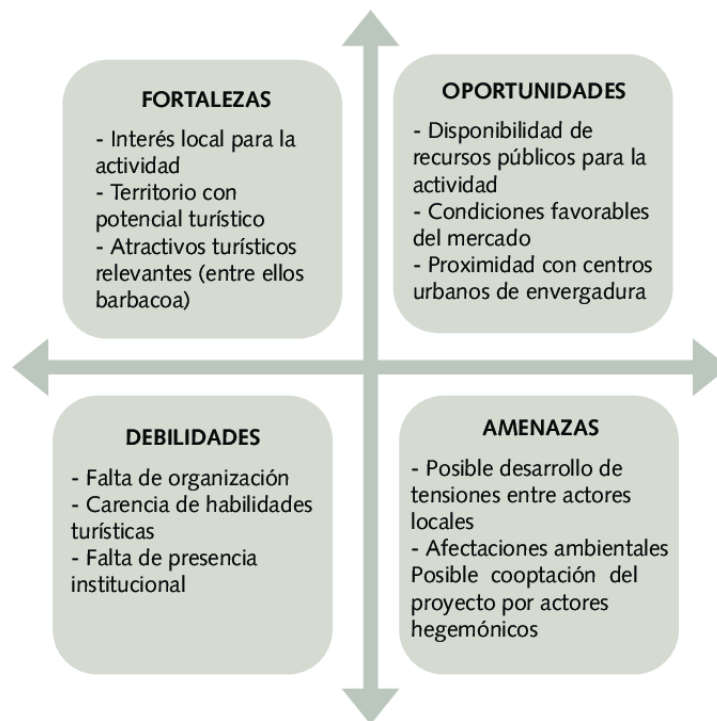 FORTALEZAS
- Interés local para la
actividad
- Territorio con
potencial turístico
- Atractivos turísticos
relevantes (entre ellos
barbacoa)
OPORTUNIDADES
- Disponibilidad de
recursos públicos para la
actividad
- Condiciones favorables
del mercado
- Proximidad con centros
urbanos de envergadura
DEBILIDADES
- Falta de organización
- Carencia de habilidades
turísticas
- Falta de presencia
institucional
AMENAZAS
- Posible desarrollo de
tensiones entre actores
locales
- Afectaciones ambientales
Posible cooptación del
proyecto por actores
hegemónicos